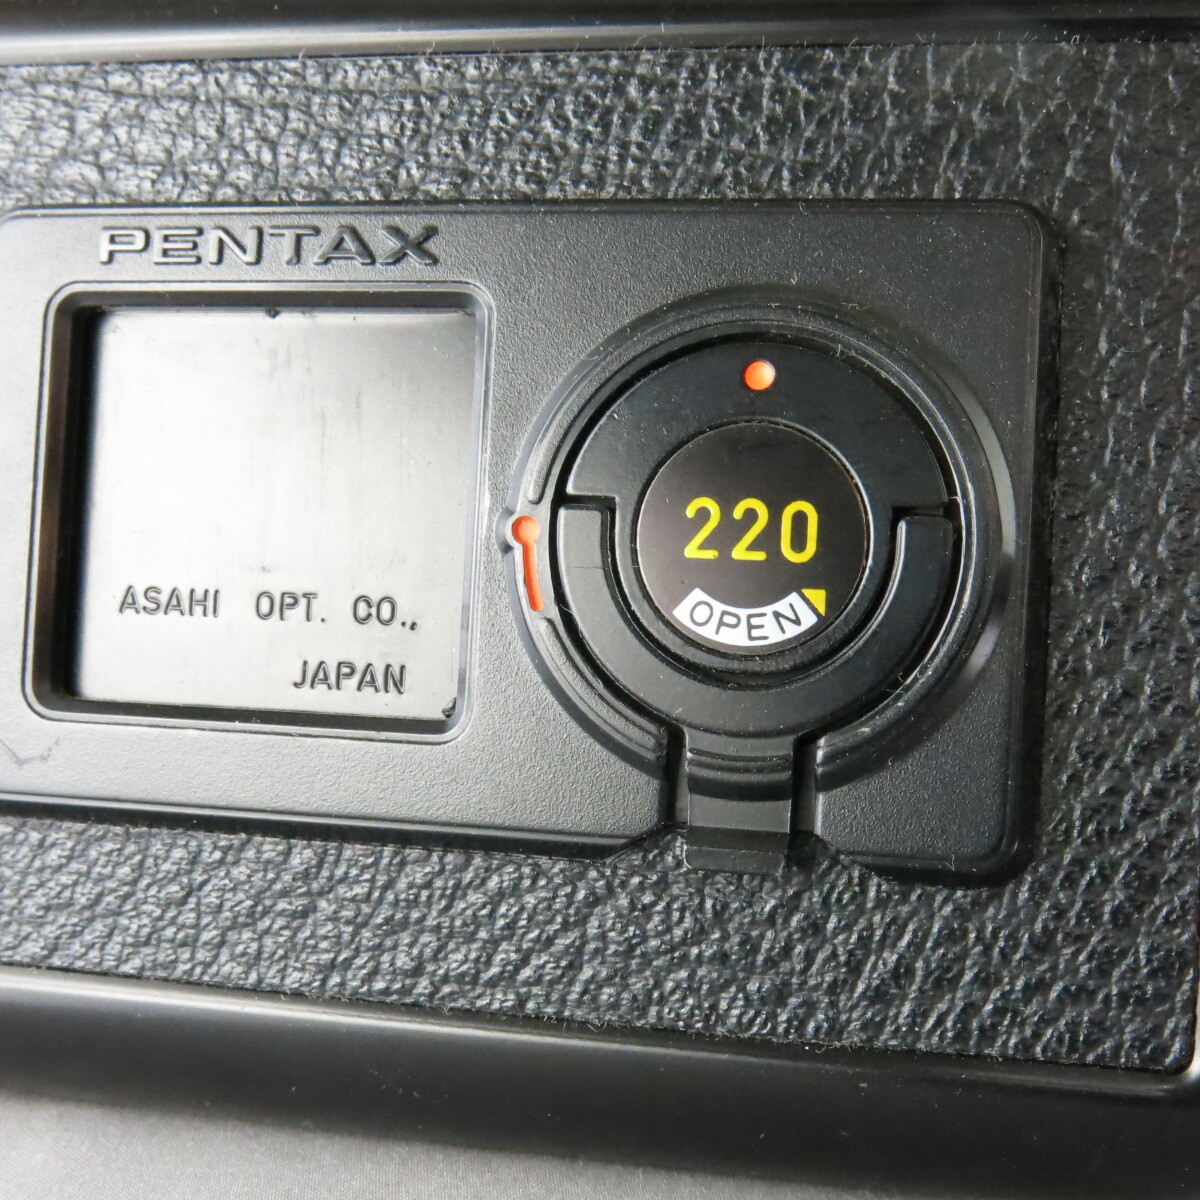 PENTAX
ASAHI OPT. CO.,
JAPAN
220
OPEN